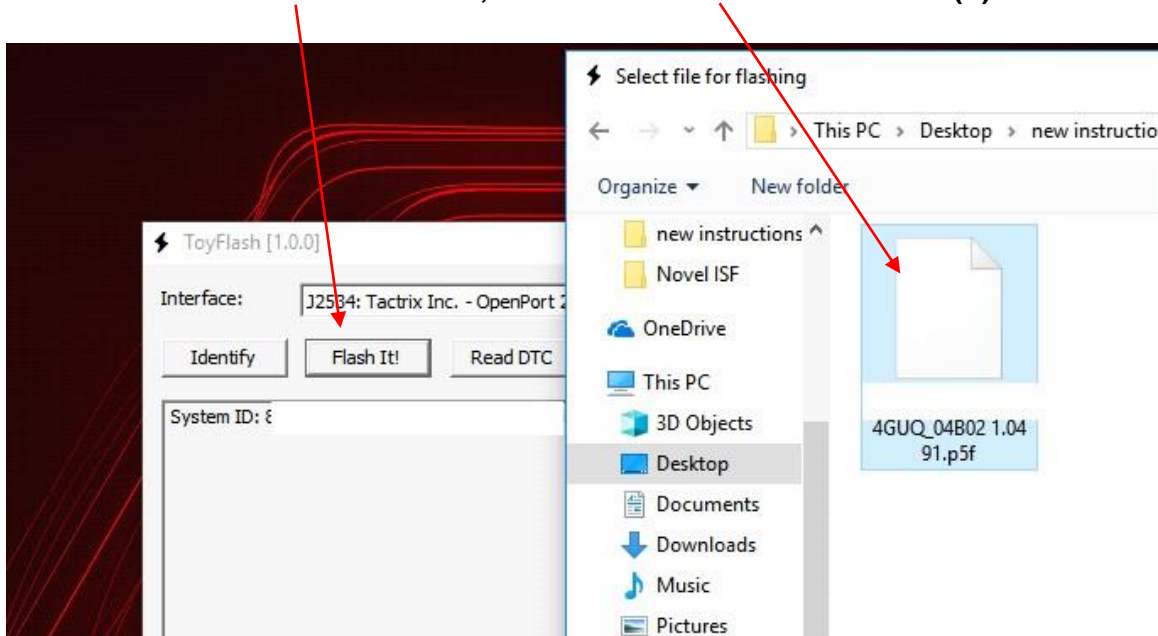 Select file for flashing
This PC > Desktop > new instructio
Organize New folder
new instructions
Novel ISF
OneDrive
This PC
3D Objects
Desktop
Documents
Downloads
Music
Pictures
4GUQ_04B02 1.04
91.p5f
ToyFlash [1.0.0]
Interface: J2534: Tactrix Inc. - OpenPort 2
Identify Flash It! Read DTC
System ID: 8